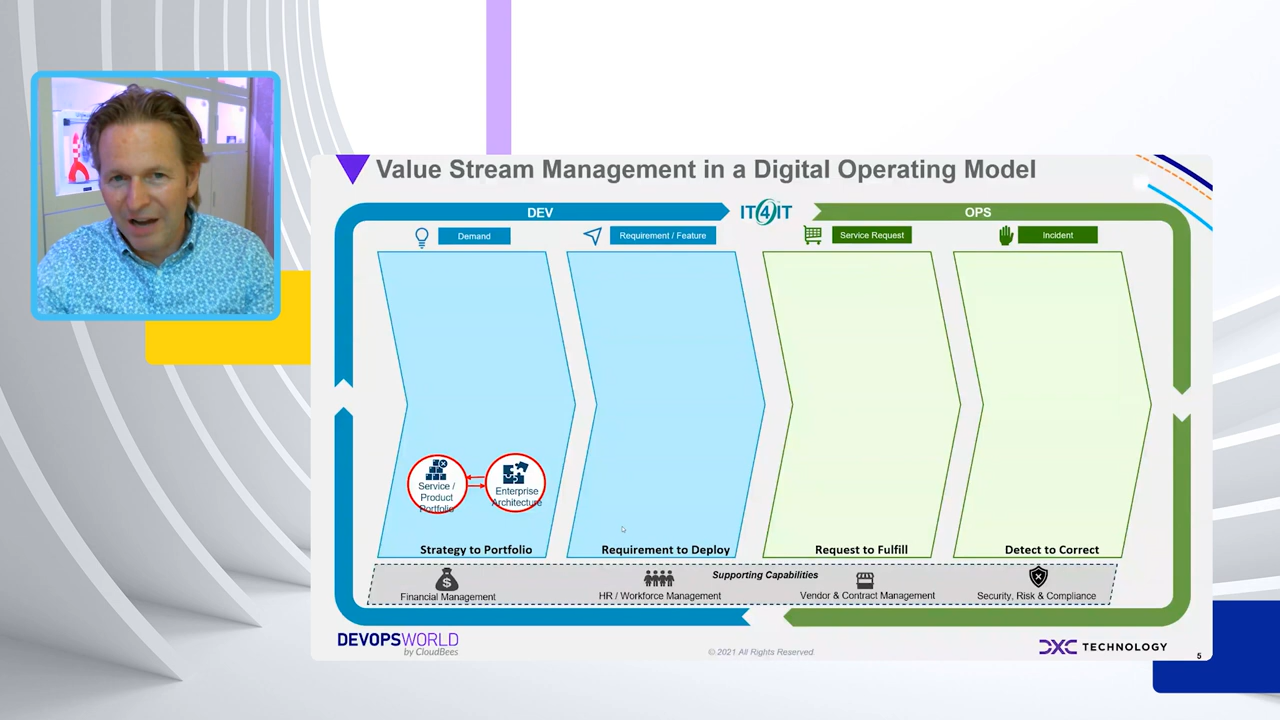 Value Stream Management in a Digital Operating Model
DEV
IT4IT
OPS
Demand
Requirement / Feature
Service Request
Incident
Service /
Product
Portfolio
Enterprise
Architecture
Strategy to Portfolio
Requirement to Deploy
Request to Fulfill
Detect to Correct
Supporting Capabilities
Financial Management
HR / Workforce Management
Vendor & Contract Management
Security, Risk & Compliance
DEVOPSWORLD
by CloudBees
© 2021 All Rights Reserved
DXC TECHNOLOGY
5